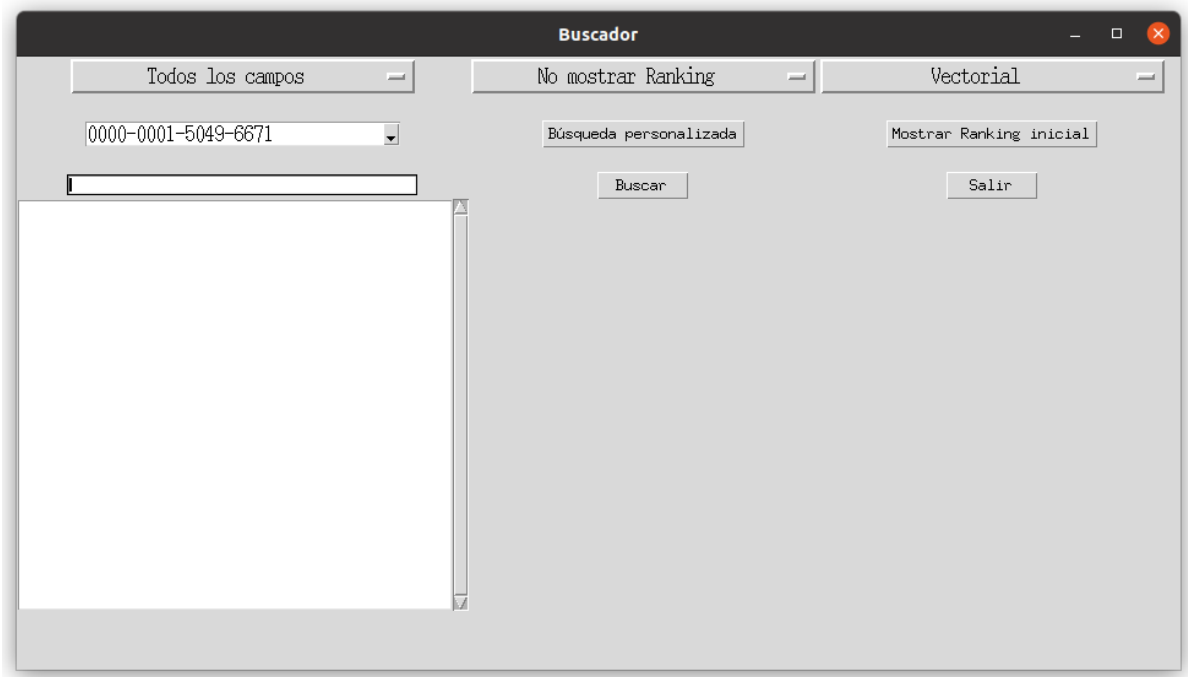 Buscador
Todos los campos
No mostrar Ranking
Vectorial
0000-0001-5049-6671
Búsqueda personalizada
Mostrar Ranking inicial
Buscar
Salir